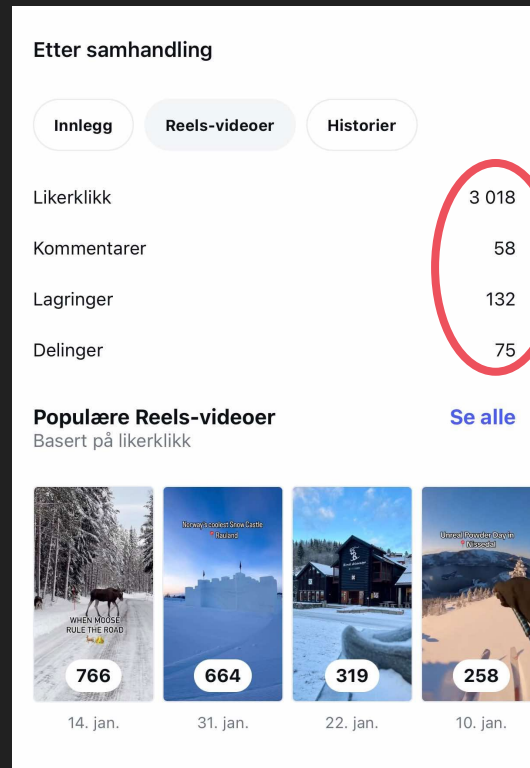 Etter samhandling
Innlegg Reels-videoer Historier
Likerklikk 3 018
Kommentarer 58
Lagringer 132
Delinger 75
Populære Reels-videoer Se alle
Basert på likerklikk
Norway's coolest Snow Castle
Rauland
Unreal Powder Day in
Nissedal
WHEN MOOSE
RULE THE ROAD
766 664 319 258
14. jan. 31. jan. 22. jan. 10. jan.